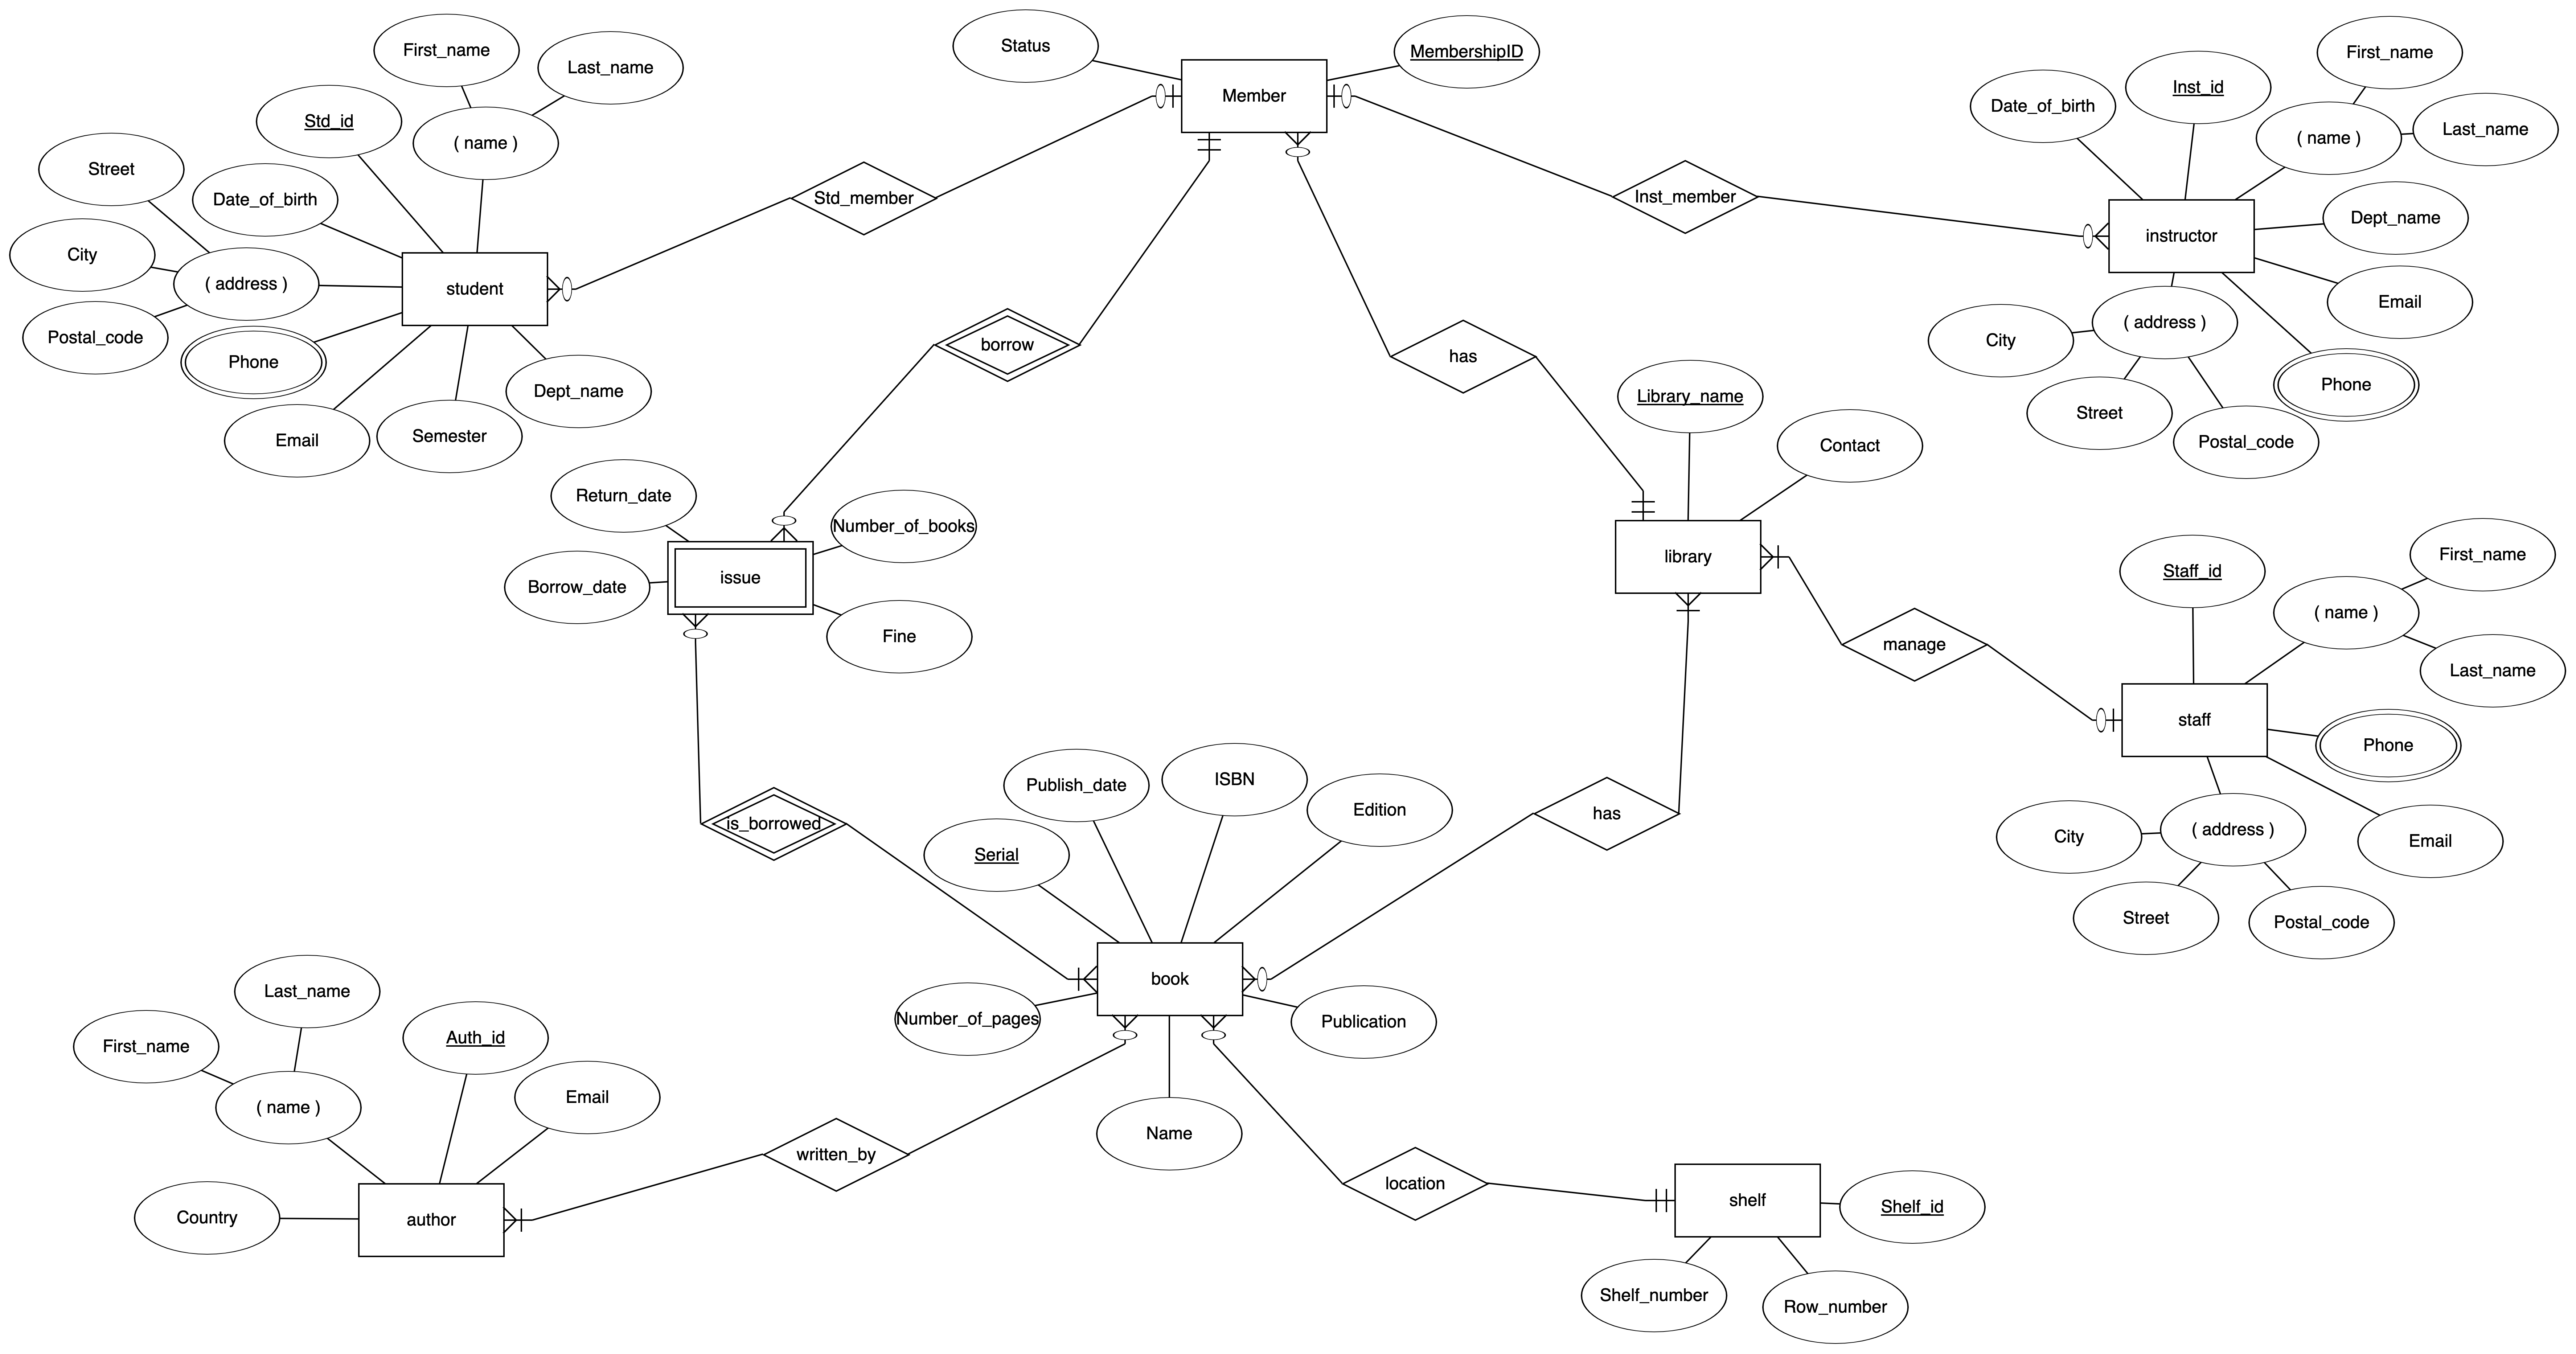 First_name
Last_name
( name )
Std_id
Street
Date_of_birth
City
( address )
student
Postal_code
Phone
Email
Semester
Dept_name
Std_member
Status
Member
MembershipID
Inst_member
Date_of_birth
Inst_id
First_name
( name )
Last_name
Dept_name
instructor
Email
( address )
City
Street
Postal_code
Phone
borrow
has
Library_name
Contact
library
Return_date
Number_of_books
Borrow_date
issue
Fine
manage
Staff_id
First_name
( name )
Last_name
staff
Phone
Email
( address )
City
Street
Postal_code
is_borrowed
has
Publish_date
ISBN
Edition
Serial
book
Number_of_pages
Publication
Name
Last_name
First_name
Auth_id
( name )
Email
Country
author
written_by
location
shelf
Shelf_id
Shelf_number
Row_number